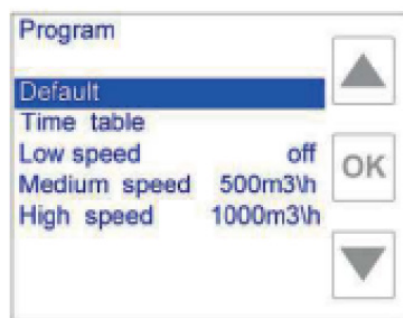 Program
Default
Time table
Low speed off
OK
Medium speed 500m3\h
High speed 1000m3\h